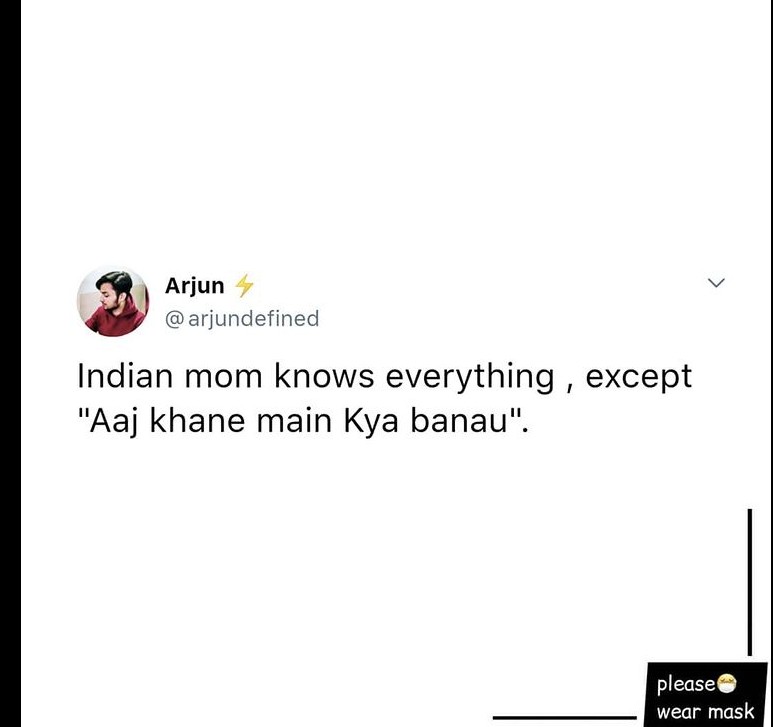 Arjun ⚡
@arjundefined
Indian mom knows everything , except
"Aaj khane main Kya banau".
please😷
wear mask